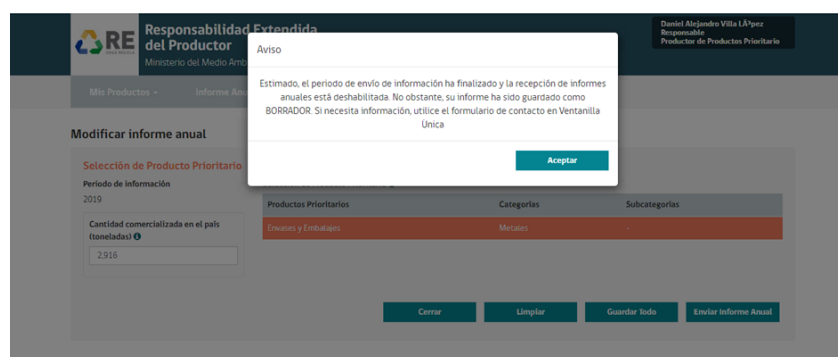 RE
Responsabilidad Extendida
del Productor
Ministerio del Medio Amb
Daniel Alejandro Villa LÃ³pez
Responsable
Productor de Productos Prioritario
Mis Productos
Informe Anu
Aviso
Estimado, el periodo de envío de información ha finalizado y la recepción de informes
anuales está deshabilitada. No obstante, su informe ha sido guardado como
BORRADOR. Si necesita información, utilice el formulario de contacto en Ventanilla
Única
Aceptar
Modificar informe anual
Selección de Producto Prioritario
Periodo de información
2019
Cantidad comercializada en el país
(toneladas)
2,916
Productos Prioritarios Categorías Subcategorías
Envases y Embalajes Metales -
Cerrar Limpiar Guardar Todo Enviar Informe Anual